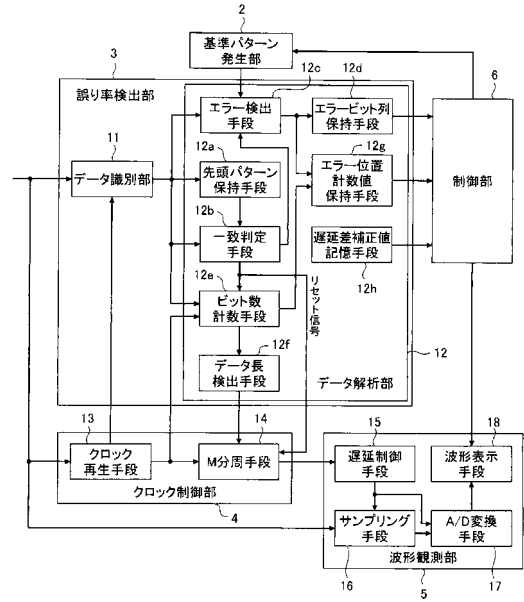 2
基準パターン
発生部
3
12c
12d
6
誤り率検出部
エラー検出
手段
エラービット列
保持手段
11
12a
12g
データ識別部
先頭パターン
保持手段
エラー位置
計数値
保持手段
制御部
12b
一致判定
手段
遅延差補正値
記憶手段
12e
12h
ビット数
計数手段
リセット信号
12f
データ長
検出手段
12
データ解析部
13
14
15
18
クロック
再生手段
M分周手段
遅延制御
手段
波形表示
手段
クロック制御部
4
サンプリング
手段
A/D変換
手段
16
波形観測部
17
5